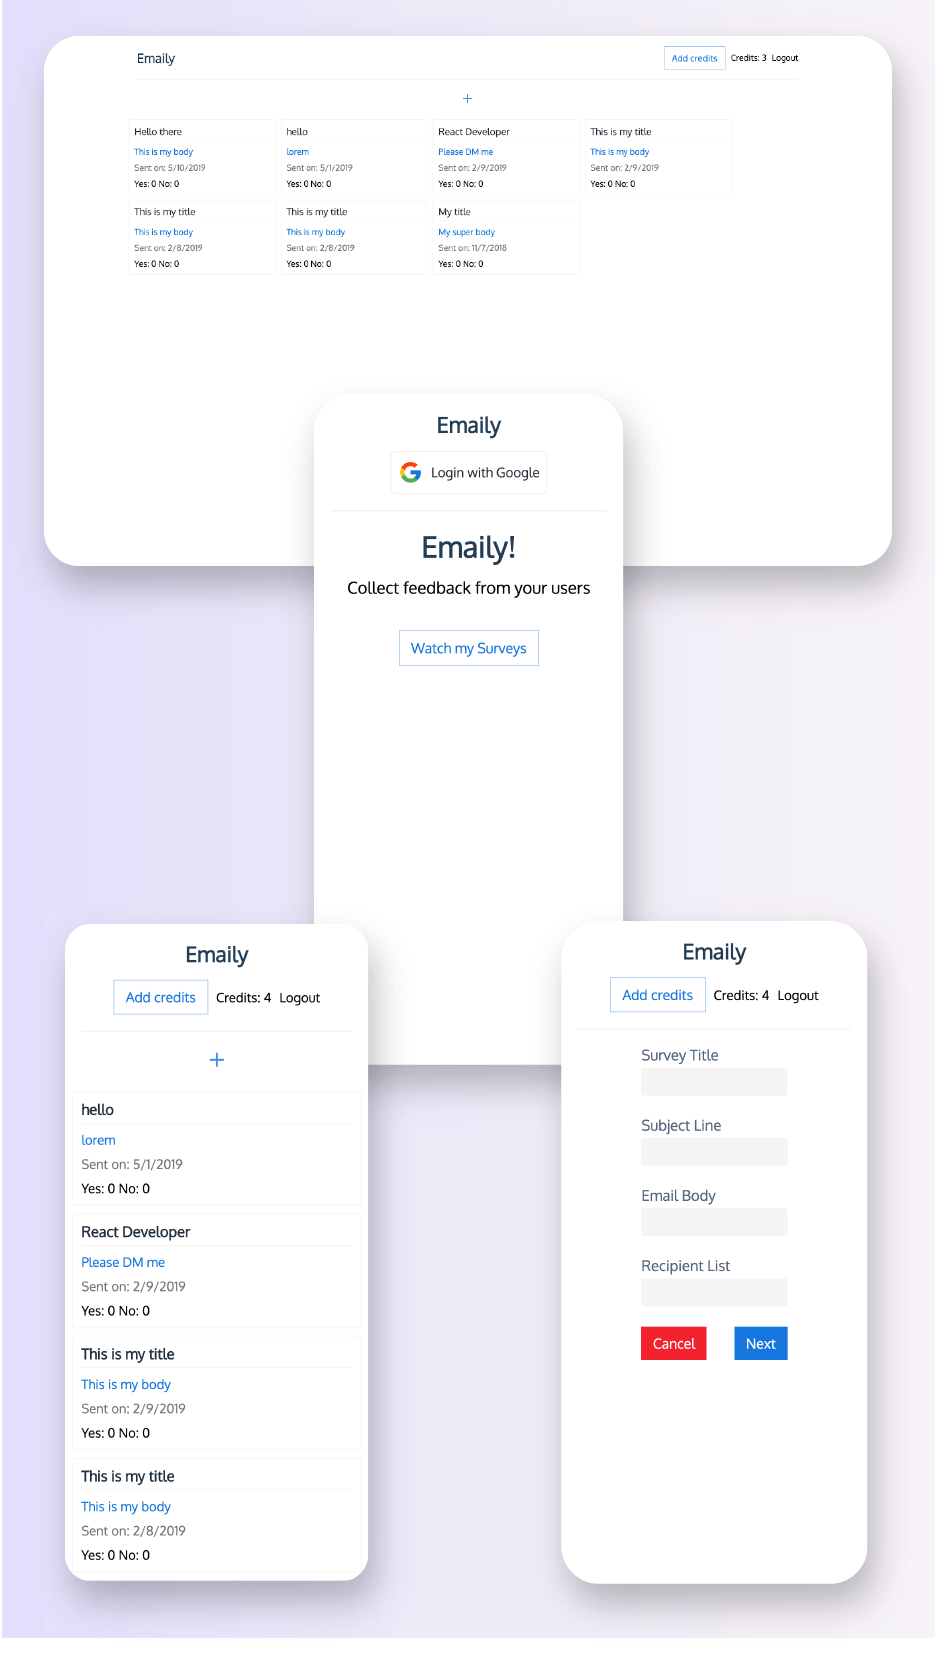 Emaily
Add credits Credits: 3 Logout
+
Hello there
This is my body
Sent on: 5/10/2019
Yes: 0 No: 0
hello
lorem
Sent on: 5/1/2019
Yes: 0 No: 0
React Developer
Please DM me
Sent on: 2/9/2019
Yes: 0 No: 0
This is my title
This is my body
Sent on: 2/9/2019
Yes: 0 No: 0
This is my title
This is my body
Sent on: 2/8/2019
Yes: 0 No: 0
This is my title
This is my body
Sent on: 2/8/2019
Yes: 0 No: 0
My title
My super body
Sent on: 11/7/2018
Yes: 0 No: 0
Emaily
Login with Google
Emaily!
Collect feedback from your users
Watch my Surveys
Emaily
Add credits Credits: 4 Logout
+
hello
lorem
Sent on: 5/1/2019
Yes: 0 No: 0
React Developer
Please DM me
Sent on: 2/9/2019
Yes: 0 No: 0
This is my title
This is my body
Sent on: 2/9/2019
Yes: 0 No: 0
This is my title
This is my body
Sent on: 2/8/2019
Yes: 0 No: 0
Emaily
Add credits Credits: 4 Logout
Survey Title
Subject Line
Email Body
Recipient List
Cancel Next